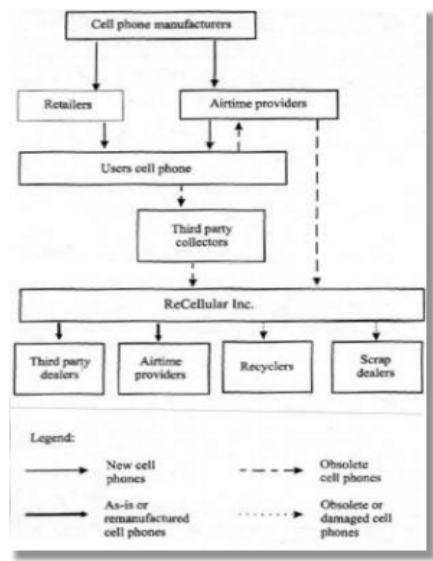 Cell phone manufacturers
Retailers
Airtime providers
Users cell phone
Third party
collectors
ReCellular Inc.
Third party
dealers
Airtime
providers
Recyclers
Scrap
dealers
Legend:
New cell
phones
Obsolete
cell phones
As-is or
remanufactured
cell phones
Obsolete or
damaged cell
phones